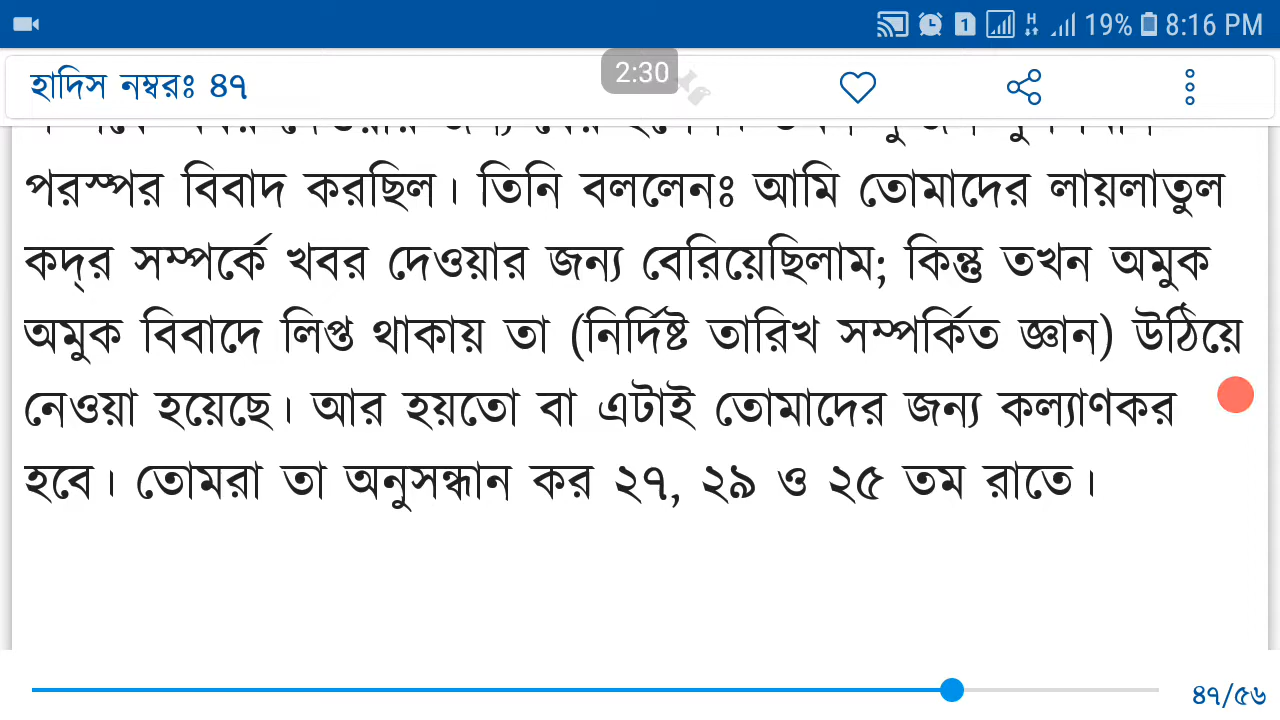 19% 8:16 PM
হাদিস নম্বরঃ ৪৭
2:30
পরস্পর বিবাদ করছিল। তিনি বললেনঃ আমি তোমাদের লায়লাতুল
কদ্‌র সম্পর্কে খবর দেওয়ার জন্য বেরিয়েছিলাম; কিন্তু তখন অমুক
অমুক বিবাদে লিপ্ত থাকায় তা (নির্দিষ্ট তারিখ সম্পর্কিত জ্ঞান) উঠিয়ে
নেওয়া হয়েছে। আর হয়তো বা এটাই তোমাদের জন্য কল্যাণকর
হবে। তোমরা তা অনুসন্ধান কর ২৭, ২৯ ও ২৫ তম রাতে।
৪৭/৫৬